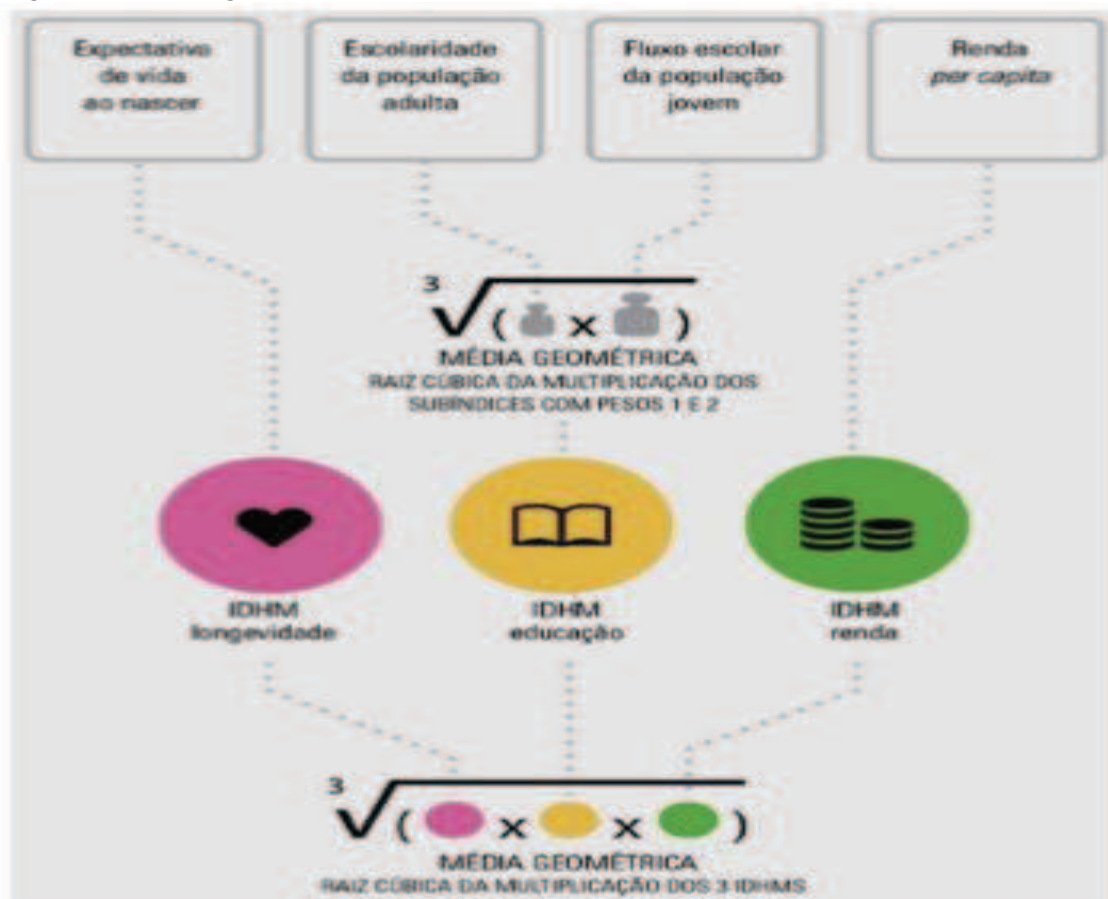 Expectativo
de vida
ao nascer
Escolaridade
da população
adulta
Fluxo escolar
da população
jovem
Renda
per capita
3
√( x )
MÉDIA GEOMÉTRICA
RAIZ CÚBICA DA MULTIPLICAÇÃO DOS
SUBÍNDICES COM PESOS 1 E 2
IDHM
longevidade
IDHM
educação
IDHM
renda
3
√( x x )
MÉDIA GEOMÉTRICA
RAIZ CÚBICA DA MULTIPLICAÇÃO DOS 3 IDHMS